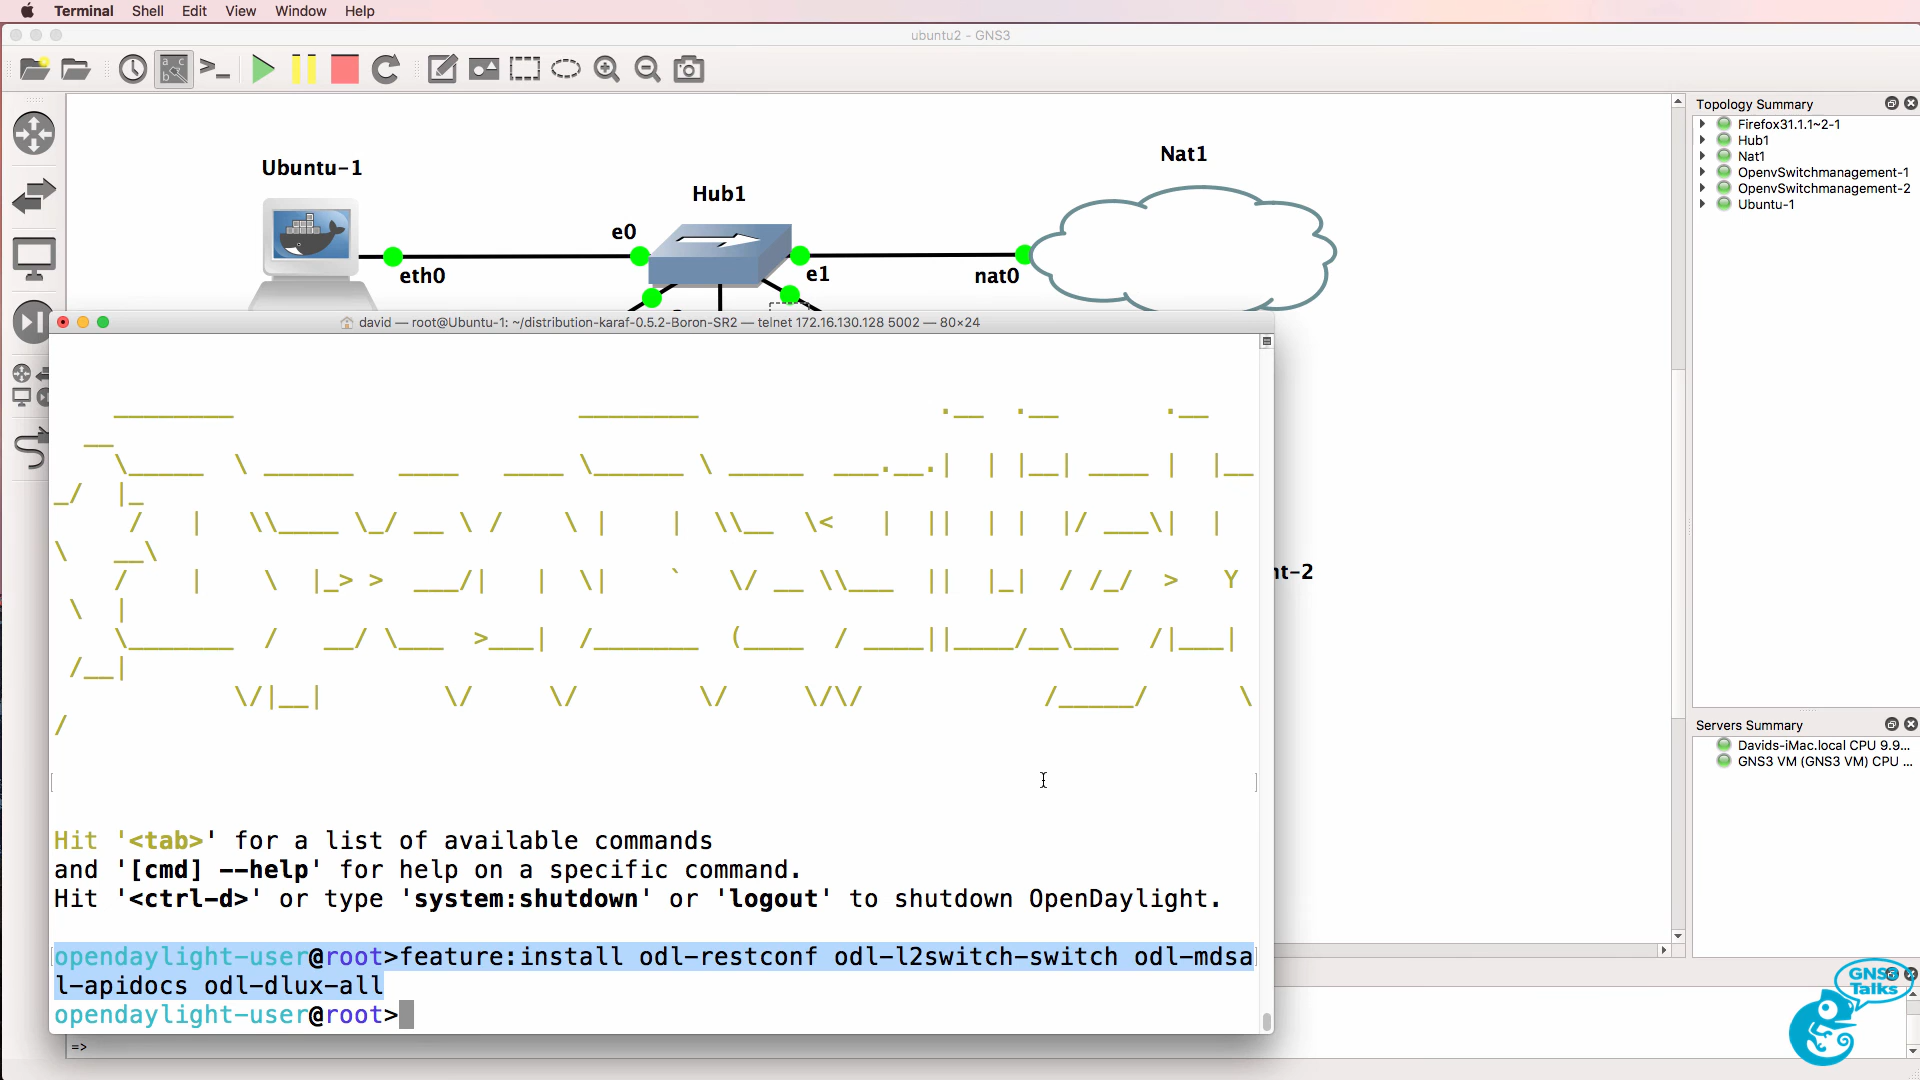 Terminal Shell Edit View Window Help
ubuntu2 - GNS3
Topology Summary
Firefox31.1.1~2-1
Hub1
Nat1
OpenvSwitchmanagement-1
OpenvSwitchmanagement-2
Ubuntu-1
Ubuntu-1
Hub1
Nat1
e0
eth0
e1
nat0
david — root@Ubuntu-1: ~/distribution-karaf-0.5.2-Boron-SR2 — telnet 172.16.130.128 5002 — 80×24
nt-2
Hit '<tab>' for a list of available commands
and '[cmd] --help' for help on a specific command.
Hit '<ctrl-d>' or type 'system:shutdown' or 'logout' to shutdown OpenDaylight.
opendaylight-user@root>feature:install odl-restconf odl-l2switch-switch odl-mdsa
l-apidocs odl-dlux-all
opendaylight-user@root>
=>
Servers Summary
Davids-iMac.local CPU 9.9...
GNS3 VM (GNS3 VM) CPU ...
GNS3
Talks